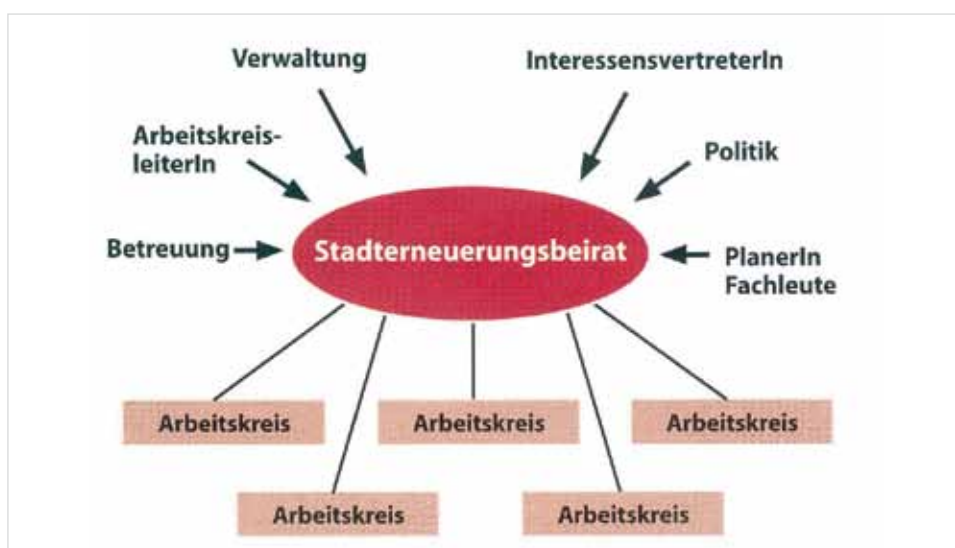 Verwaltung
InteressensvertreterIn
Arbeitskreis-
leiterIn
Politik
Betreuung
Stadterneuerungsbeirat
PlanerIn
Fachleute
Arbeitskreis
Arbeitskreis
Arbeitskreis
Arbeitskreis
Arbeitskreis